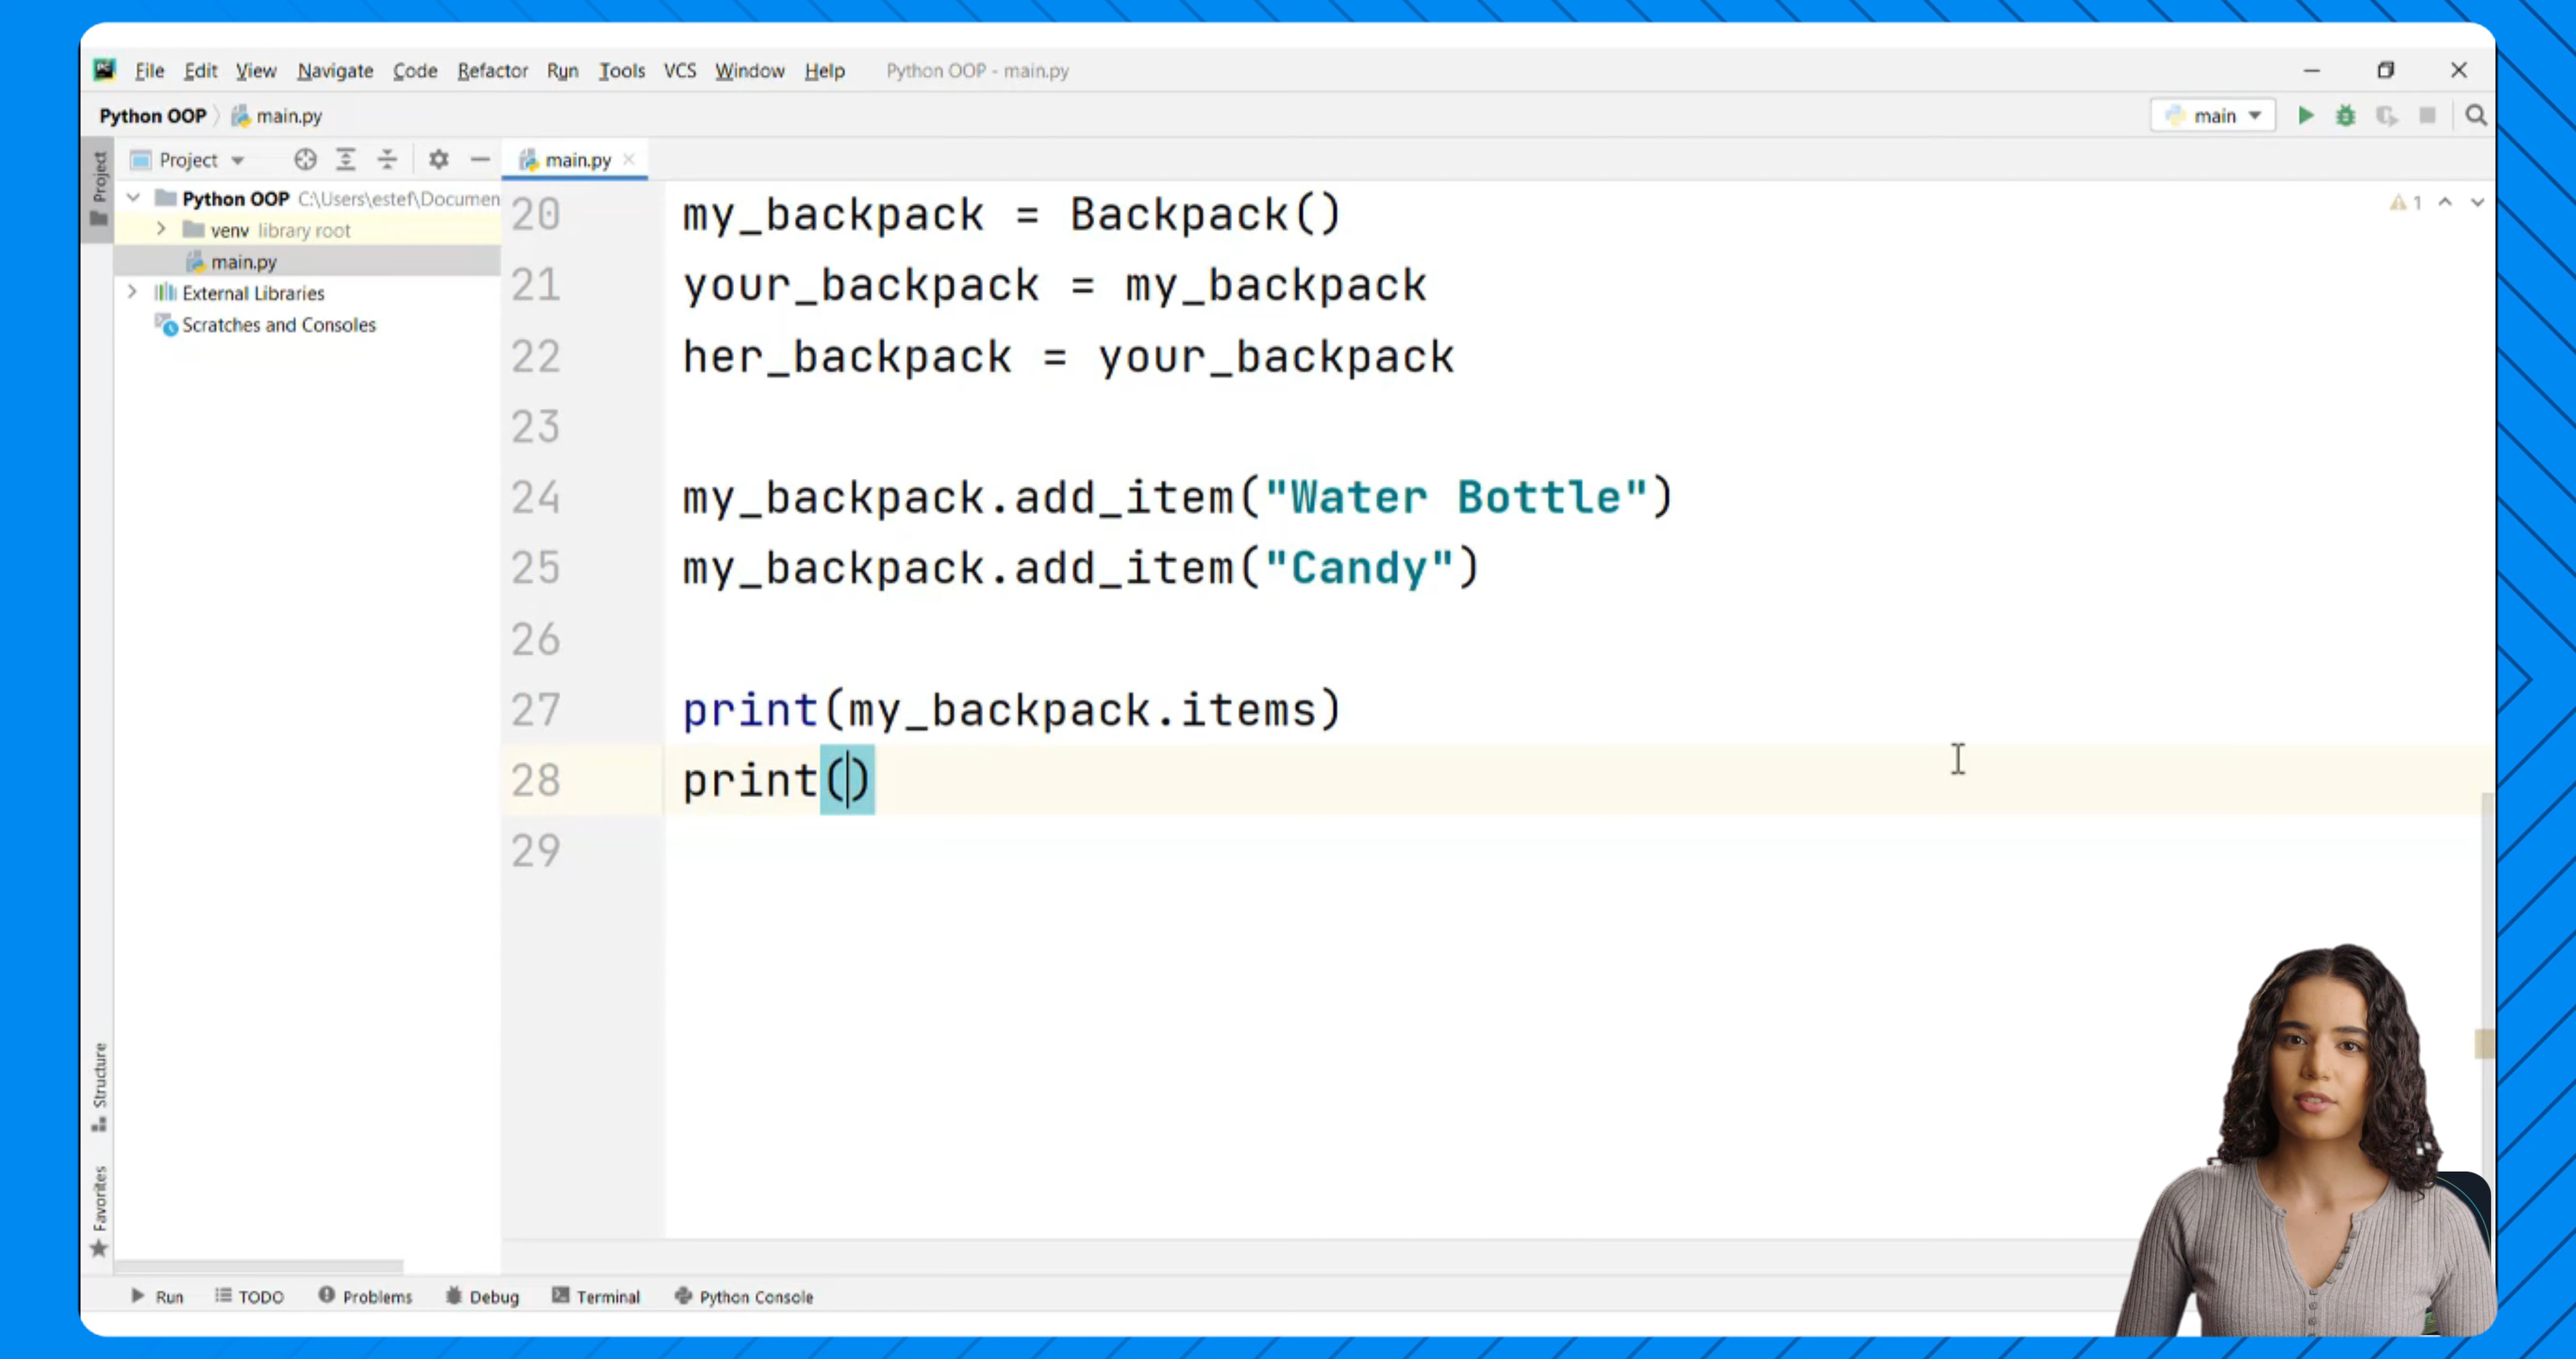 File Edit View Navigate Code Refactor Run Tools VCS Window Help Python OOP - main.py
Python OOP main.py main
Project Project main.py
Python OOP C:\Users\estef\Documen
venv library root
main.py
External Libraries
Scratches and Consoles
1
20 my_backpack = Backpack()
21 your_backpack = my_backpack
22 her_backpack = your_backpack
23
24 my_backpack.add_item("Water Bottle")
25 my_backpack.add_item("Candy")
26
27 print(my_backpack.items)
28 print()
29
Structure
Favorites
Run TODO Problems Debug Terminal Python Console